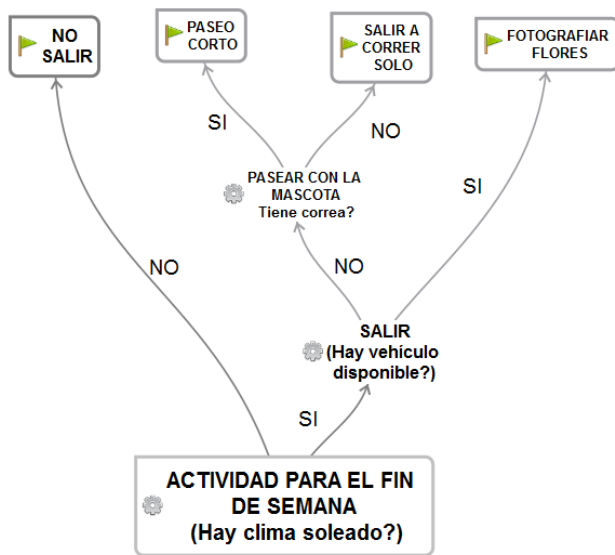 NO
SALIR
PASEO
CORTO
SALIR A
CORRER
SOLO
FOTOGRAFIAR
FLORES
SI
NO
PASEAR CON LA
MASCOTA
Tiene correa?
SI
NO
NO
SALIR
(Hay vehículo
disponible?)
SI
ACTIVIDAD PARA EL FIN
DE SEMANA
(Hay clima soleado?)